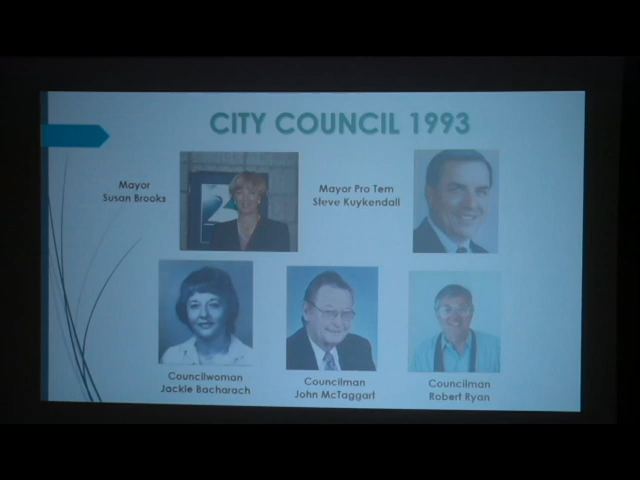 CITY COUNCIL 1993
Mayor
Susan Brooks
Mayor Pro Tem
Steve Kuykendall
2
Councilwoman
Jackie Bacharach
Councilman
John McTaggart
Councilman
Robert Ryan